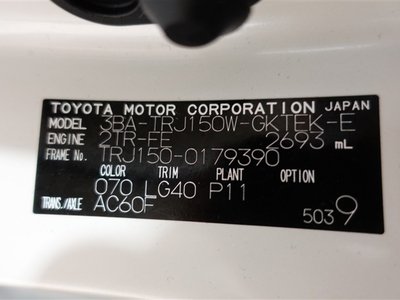 TOYOTA MOTOR CORPORATION JAPAN
MODEL 3BA-TRJ150W-GKTEK-E
ENGINE 2TR-FE 2693 mL
FRAME No. TRJ150-0179390
COLOR TRIM PLANT OPTION
070 LG40 P11
TRANS./AXLE AC60F
5039